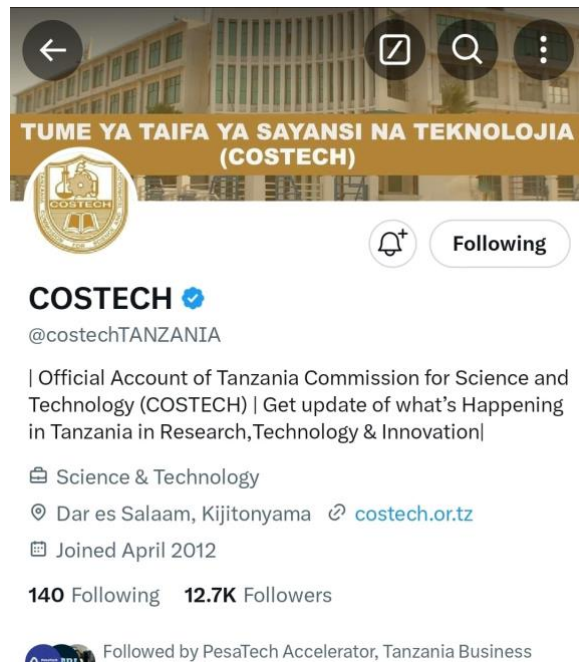 TUME YA TAIFA YA SAYANSI NA TEKNOLOJIA
(COSTECH)
COSTECH
Following
COSTECH
@costechTANZANIA
| Official Account of Tanzania Commission for Science and
Technology (COSTECH) | Get update of what's Happening
in Tanzania in Research,Technology & Innovation|
Science & Technology
Dar es Salaam, Kijitonyama costech.or.tz
Joined April 2012
140 Following 12.7K Followers
Followed by PesaTech Accelerator, Tanzania Business